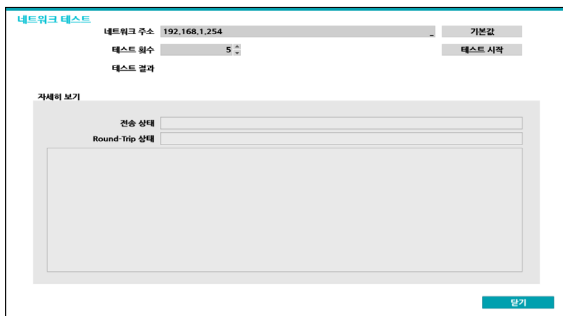 네트워크 테스트
네트워크 주소 192,168,1,254 _ 기본값
테스트 횟수 5 테스트 시작
테스트 결과
자세히 보기
전송 상태
Round-Trip 상태
닫기